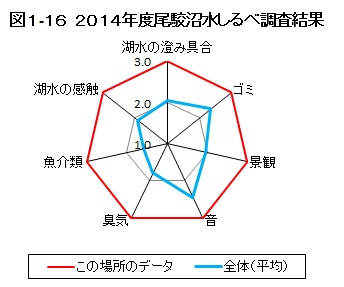 図1-16 2014年度尾駮沼水しるべ調査結果
湖水の澄み具合
3.0
湖水の感触
ゴミ
2.0
魚介類
1.0
景観
臭気
音
この場所のデータ
全体(平均)